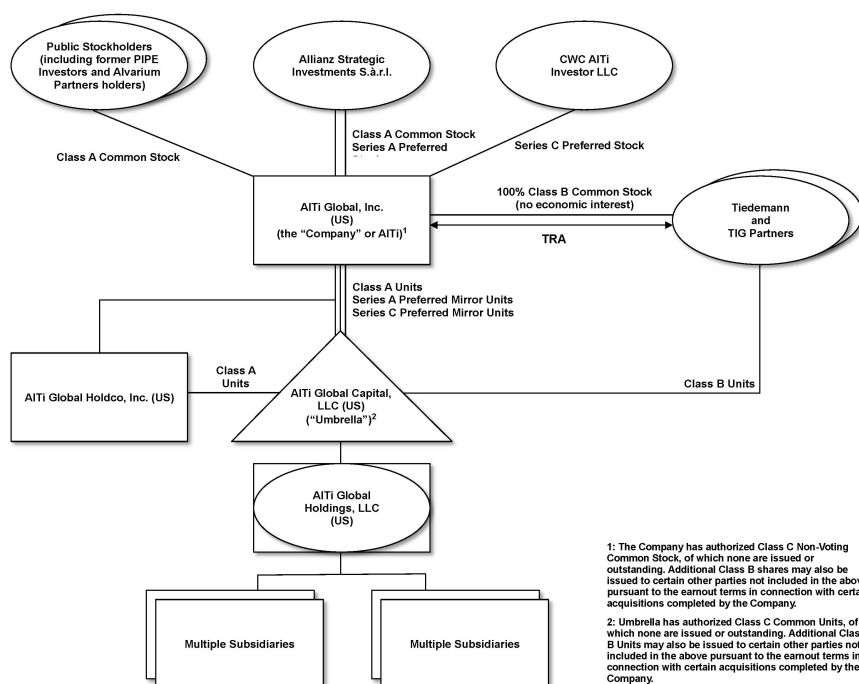 Public Stockholders
(including former PIPE
Investors and Alvarium
Partners holders)
Allianz Strategic
Investments S.à.r.l.
CWC AlTi
Investor LLC
Class A Common Stock
Class A Common Stock
Series A Preferred
Series C Preferred Stock
AlTi Global, Inc.
(US)
(the “Company” or AlTi)¹
100% Class B Common Stock
(no economic interest)
TRA
Tiedemann
and
TIG Partners
Class A Units
Series A Preferred Mirror Units
Series C Preferred Mirror Units
AlTi Global Holdco, Inc. (US)
Class A
Units
AlTi Global Capital,
LLC (US)
(“Umbrella”)²
Class B Units
AlTi Global
Holdings, LLC
(US)
Multiple Subsidiaries
Multiple Subsidiaries
1: The Company has authorized Class C Non-Voting
Common Stock, of which none are issued or
outstanding. Additional Class B shares may also be
issued to certain other parties not included in the
pursuant to the earnout terms in connection with
acquisitions completed by the Company.
2: Umbrella has authorized Class C Common Units, of
which none are issued or outstanding. Additional
B Units may also be issued to certain other parties not
included in the above pursuant to the earnout terms in
connection with certain acquisitions completed by the
Company.